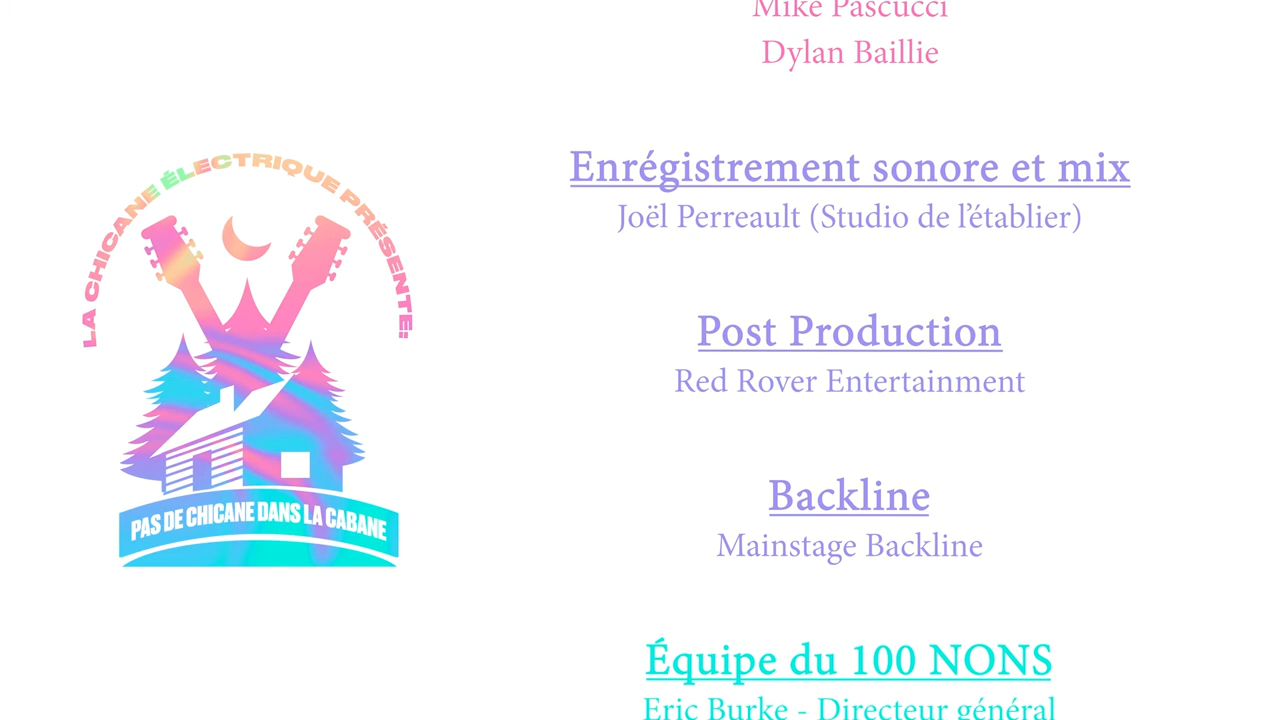 Mike Pascucci
Dylan Baillie
Enrégistrement sonore et mix
Joël Perreault (Studio de l'établier)
Post Production
Red Rover Entertainment
Backline
Mainstage Backline
Équipe du 100 NONS
Eric Burke - Directeur général
LA CHICANE ÉLECTRIQUE PRÉSENTE:
PAS DE CHICANE DANS LA CABANE